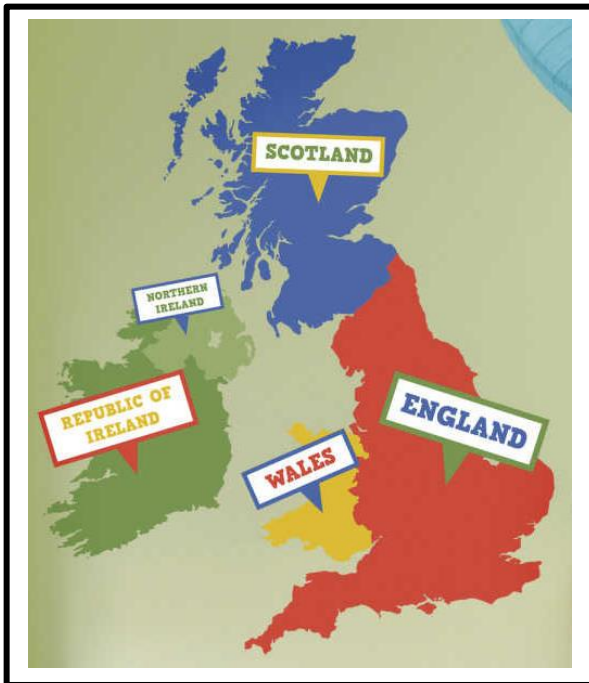 SCOTLAND
NORTHERN
IRELAND
REPUBLIC OF
IRELAND
ENGLAND
WALES